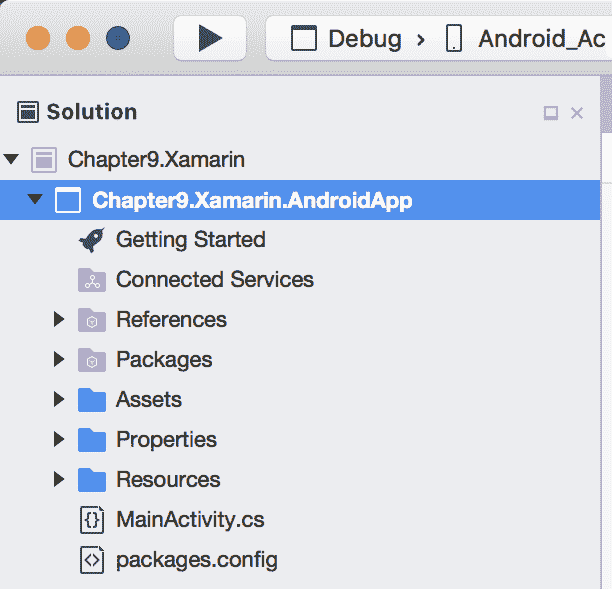 Debug › Android_Ac
Solution
Chapter9.Xamarin
Chapter9.Xamarin.AndroidApp
Getting Started
Connected Services
References
Packages
Assets
Properties
Resources
MainActivity.cs
packages.config